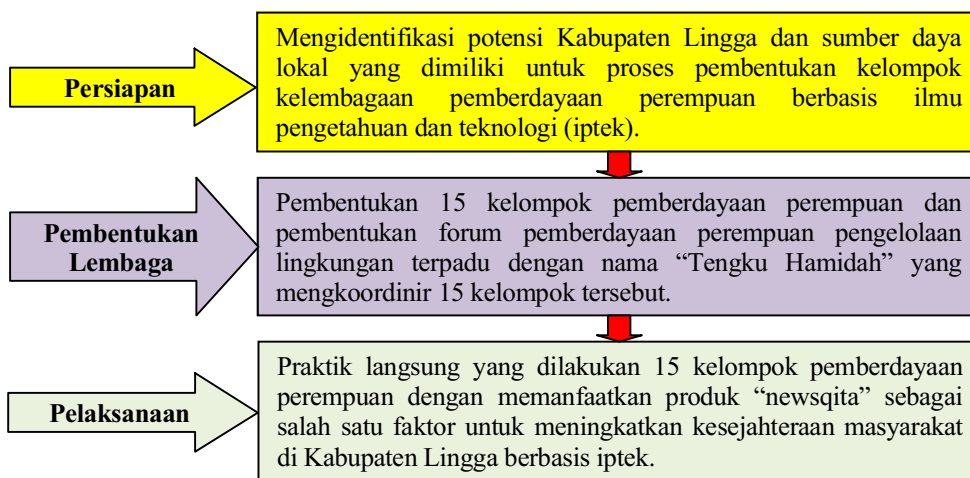 Persiapan
Mengidentifikasi potensi Kabupaten Lingga dan sumber daya
lokal yang dimiliki untuk proses pembentukan kelompok
kelembagaan pemberdayaan perempuan berbasis ilmu
pengetahuan dan teknologi (iptek).
Pembentukan
Lembaga
Pembentukan 15 kelompok pemberdayaan perempuan dan
pembentukan forum pemberdayaan perempuan pengelolaan
lingkungan terpadu dengan nama “Tengku Hamidah” yang
mengkoordinir 15 kelompok tersebut.
Pelaksanaan
Praktik langsung yang dilakukan 15 kelompok pemberdayaan
perempuan dengan memanfaatkan produk “newsqita” sebagai
salah satu faktor untuk meningkatkan kesejahteraan masyarakat
di Kabupaten Lingga berbasis iptek.